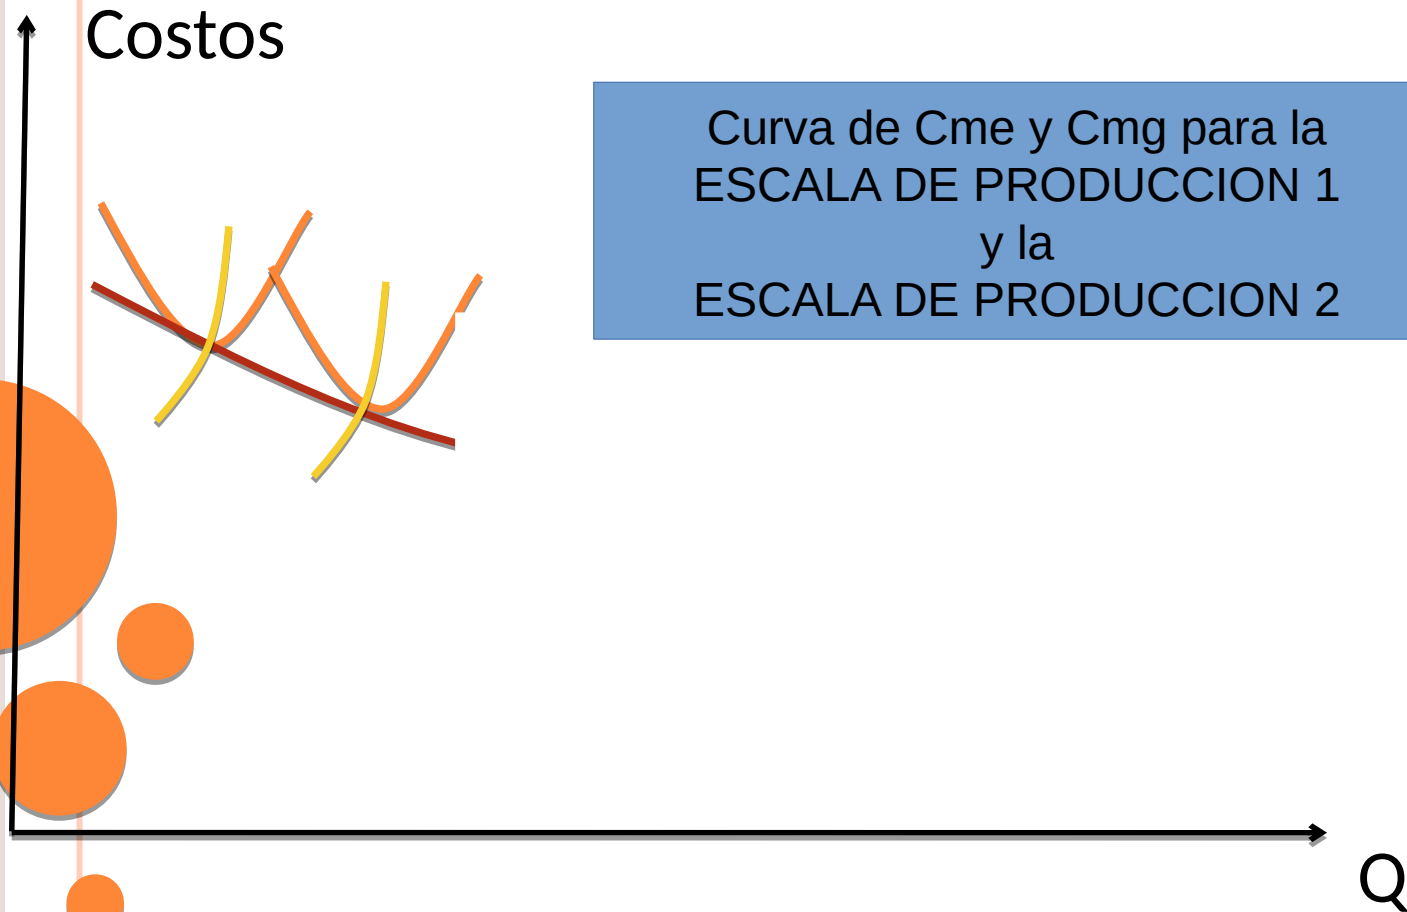 Costos
Curva de Cme y Cmg para la
ESCALA DE PRODUCCION 1
y la
ESCALA DE PRODUCCION 2
Q